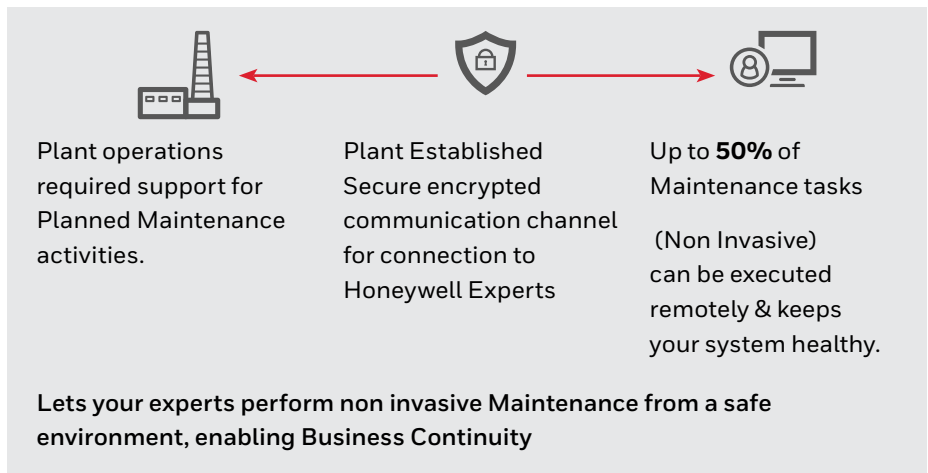 Plant operations
required support for
Planned Maintenance
activities.
Plant Established
Secure encrypted
communication channel
for connection to
Honeywell Experts
Up to 50% of
Maintenance tasks
(Non Invasive)
can be executed
remotely & keeps
your system healthy.
Lets your experts perform non invasive Maintenance from a safe
environment, enabling Business Continuity